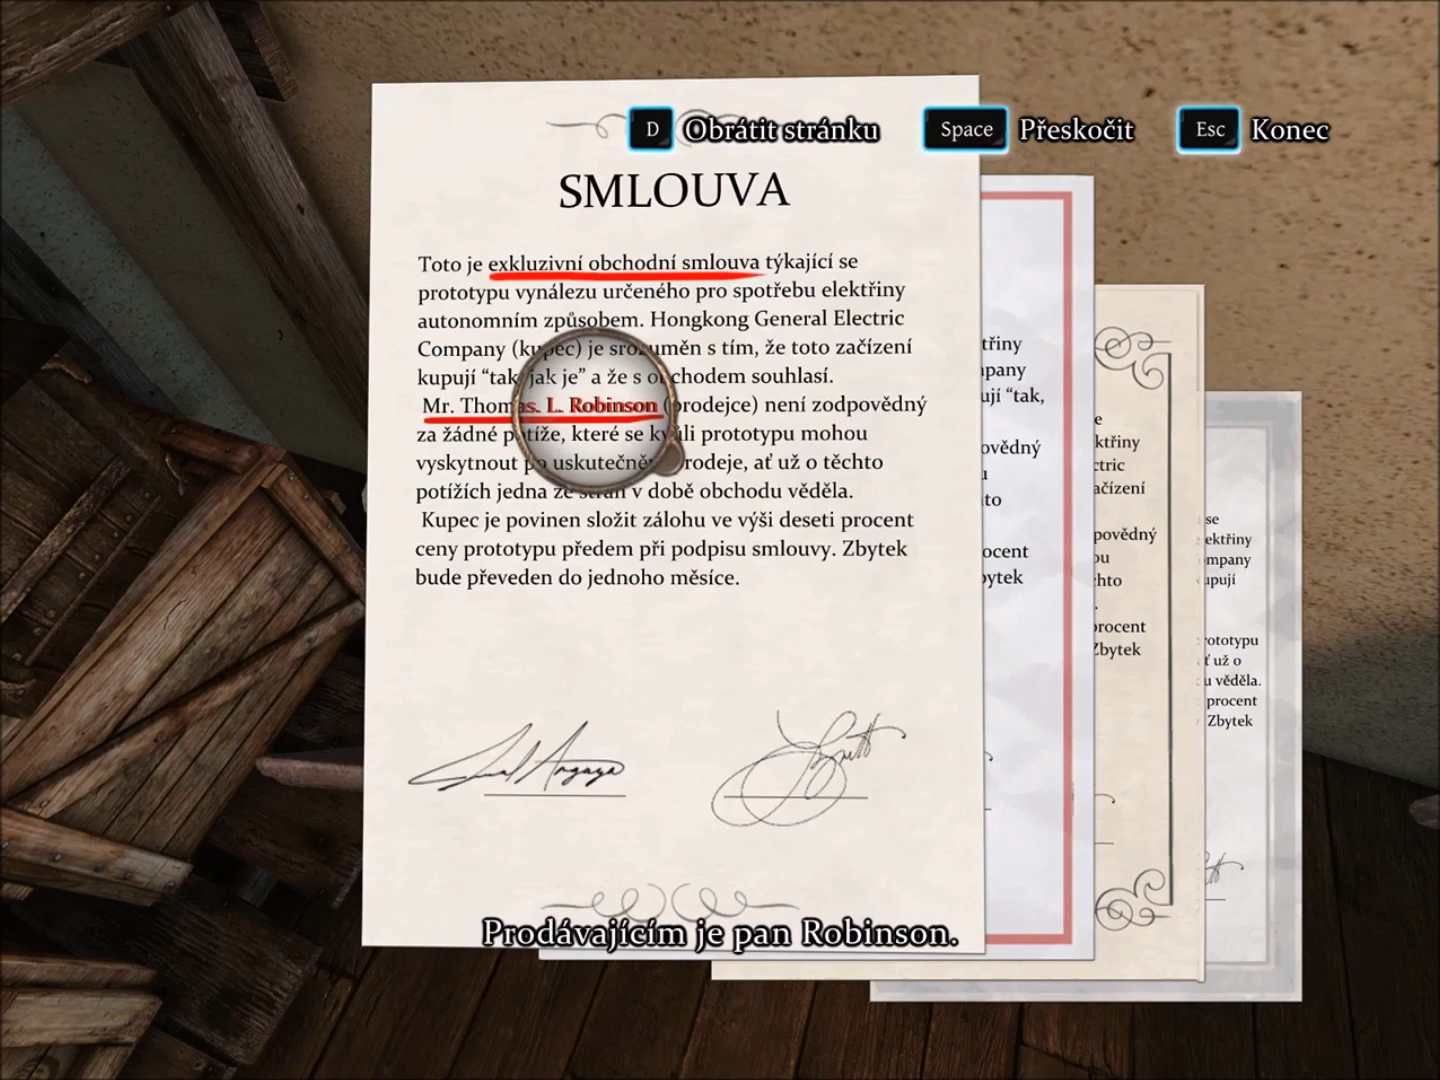 D Obrátit stránku Space Přeskočit Esc Konec
SMLOUVA
Toto je exkluzivní obchodní smlouva týkající se
prototypu vynálezu určeného pro spotřebu elektřiny
autonomním způsobem. Hongkong General Electric
Company (kupec) je srozuměn s tím, že toto začízení
kupují “tak, jak je” a že s obchodem souhlasí.
Mr. Thomas. L. Robinson (prodejce) není zodpovědný
za žádné potíže, které se kvůli prototypu mohou
vyskytnout po uskutečnění prodeje, ať už o těchto
potížích jedna ze stran v době obchodu věděla.
Kupec je povinen složit zálohu ve výši deseti procent
ceny prototypu předem při podpisu smlouvy. Zbytek
bude převeden do jednoho měsíce.
Prodávajícím je pan Robinson.